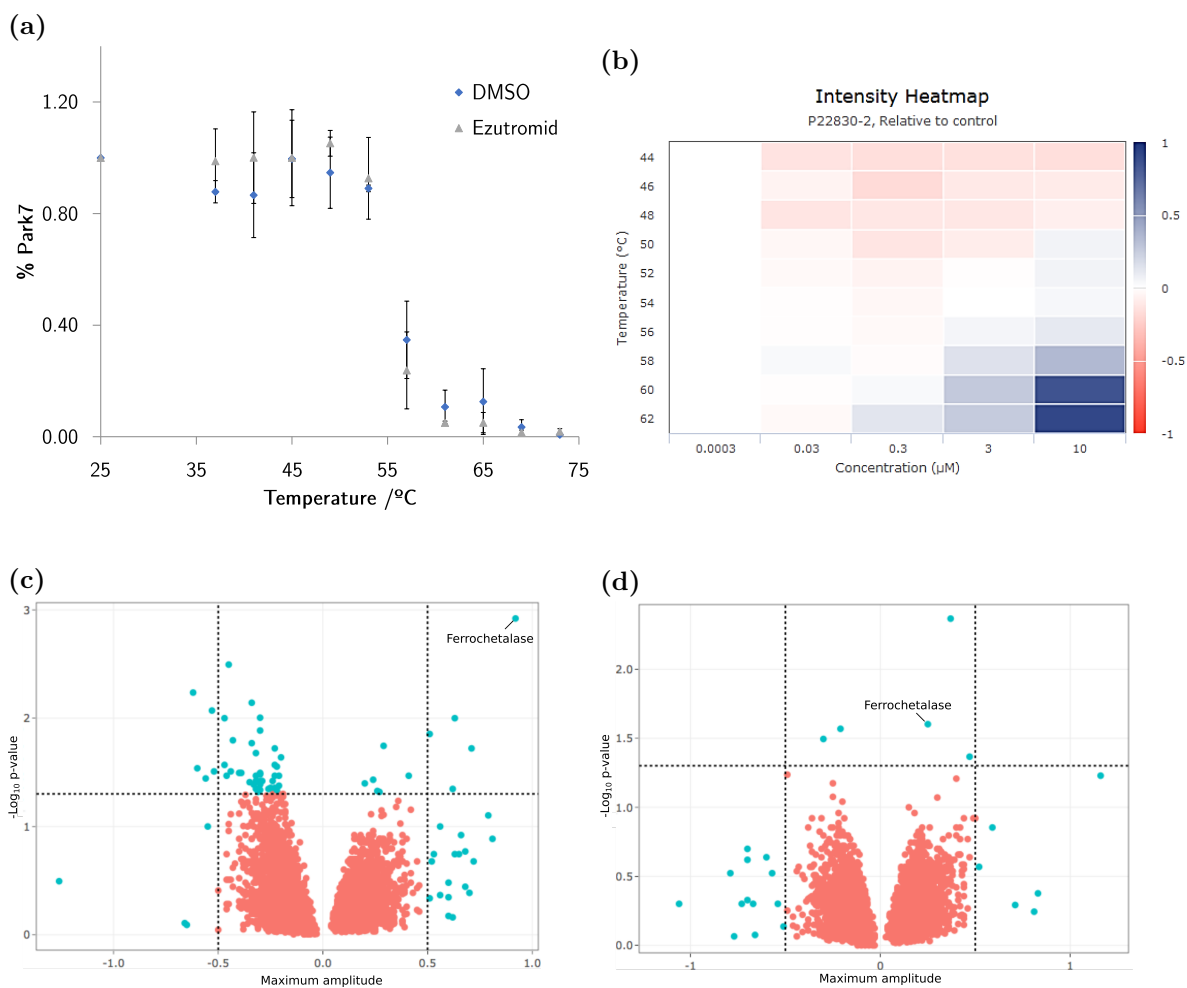 (a)
1.20
0.80
0.40
0.00
% Park7
DMSO
Ezutromid
25
35
45
55
65
75
Temperature /ºC
(b)
Intensity Heatmap
P22830-2, Relative to control
44
46
48
50
52
54
56
58
60
62
Temperature (°C)
0.0003
0.03
0.3
3
10
Concentration (µM)
1
0.5
0
-0.5
-1
(c)
3
2
1
0
-Log10 p-value
Ferrochetalase
-1.0
-0.5
0.0
0.5
1.0
Maximum amplitude
(d)
2.0
1.5
1.0
0.5
0.0
-Log10 p-value
Ferrochetalase
-1
0
1
Maximum amplitude